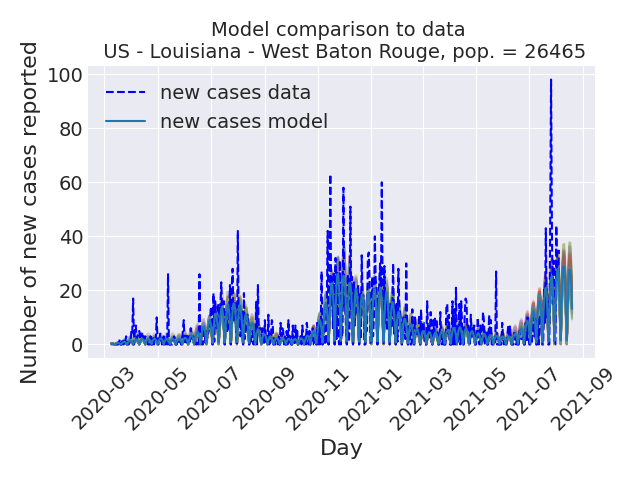 Model comparison to data
US - Louisiana - West Baton Rouge, pop. = 26465
Number of new cases reported
100
80
60
40
20
0
new cases data
new cases model
2020-03
2020-05
2020-07
2020-09
2020-11
2021-01
2021-03
2021-05
2021-07
2021-09
Day